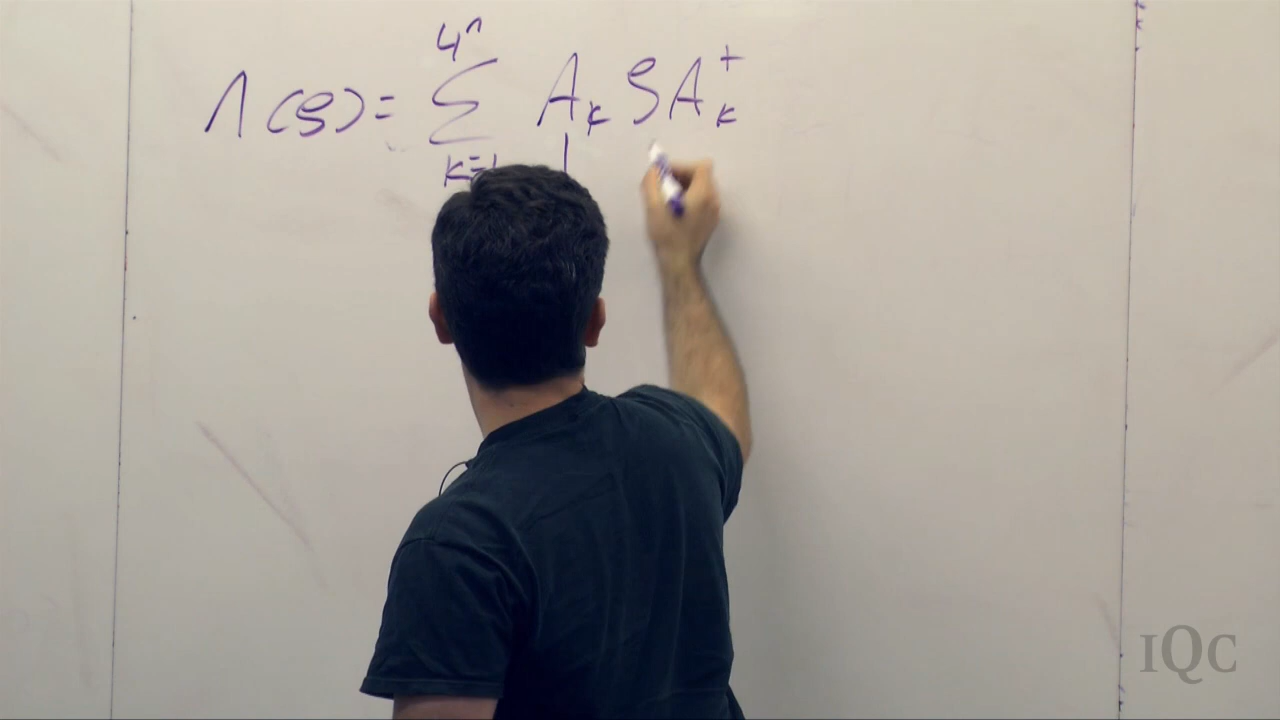 4^n
Λ(ρ) = Σ A_k ρ A_k^†
k=1
IQC